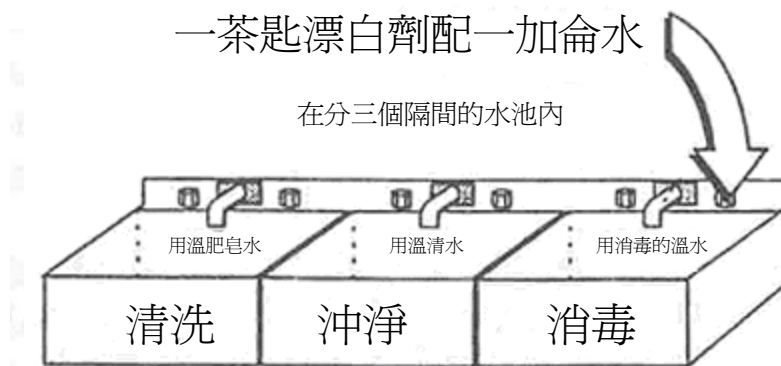 一茶匙漂白劑配一加侖水
在分三個隔間的水池內
用溫肥皂水
用溫清水
用消毒的溫水
清洗
沖淨
消毒